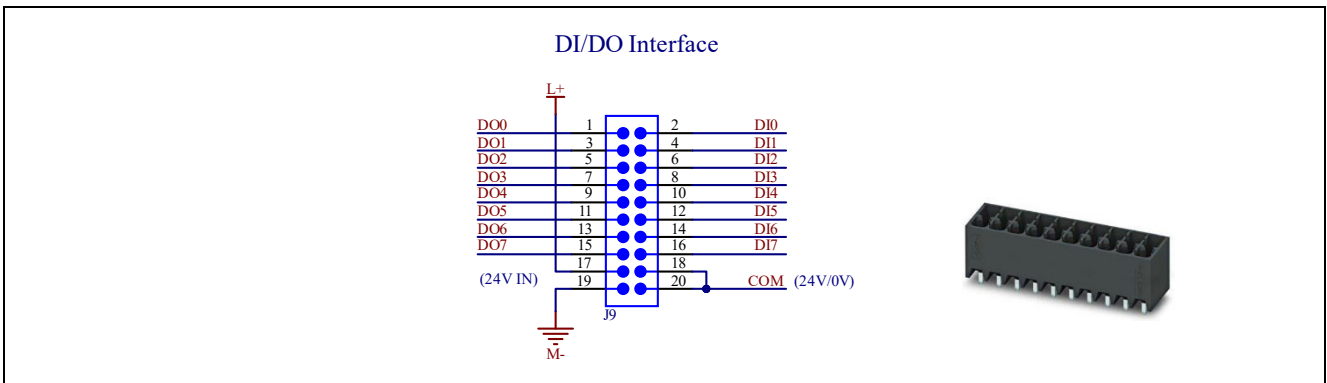 DI/DO Interface
L+
DO0 1 2 DI0
DO1 3 4 DI1
DO2 5 6 DI2
DO3 7 8 DI3
DO4 9 10 DI4
DO5 11 12 DI5
DO6 13 14 DI6
DO7 15 16 DI7
17 18
(24V IN) 19 20 COM (24V/0V)
J9
M-